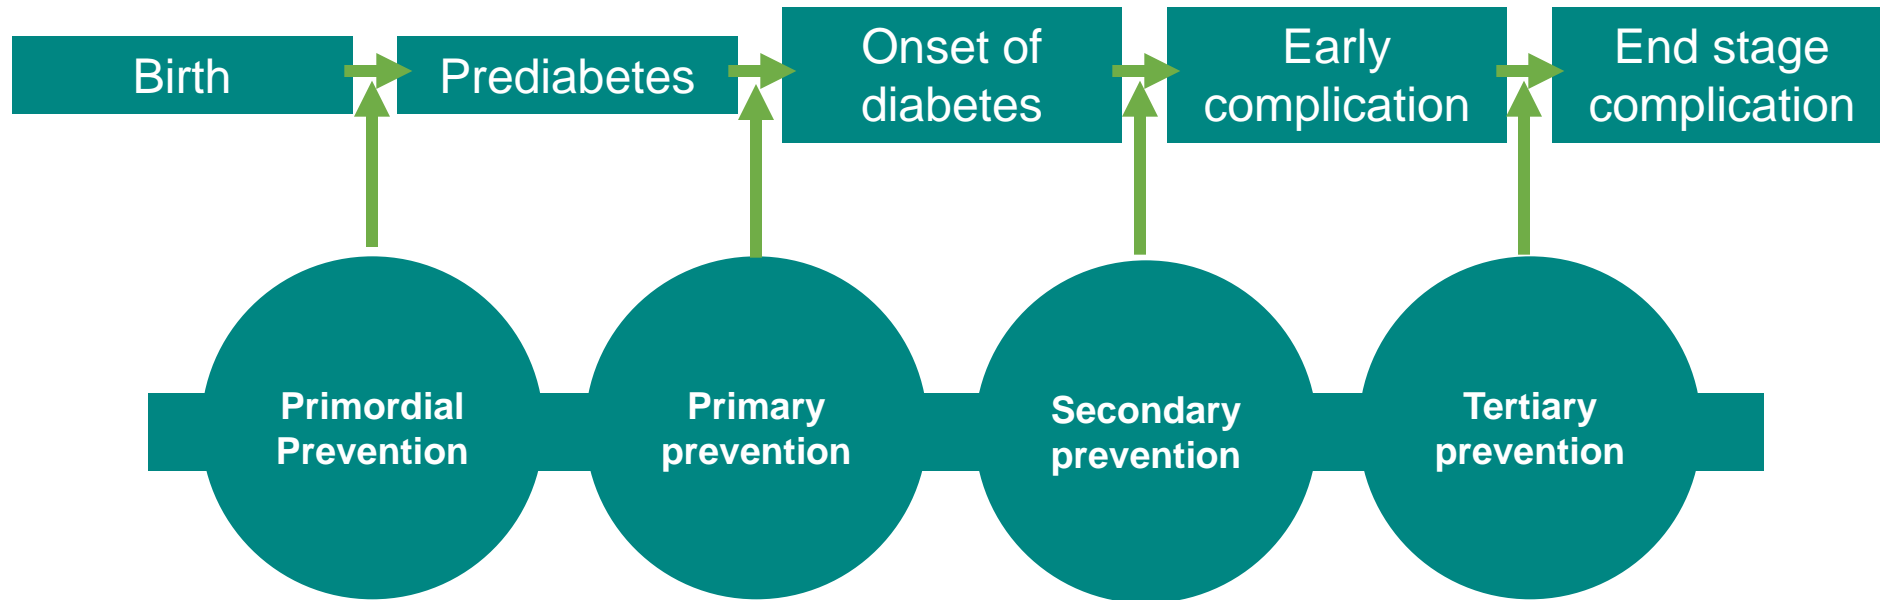 Birth
Prediabetes
Onset of
diabetes
Early
complication
End stage
complication
Primordial
Prevention
Primary
prevention
Secondary
prevention
Tertiary
prevention